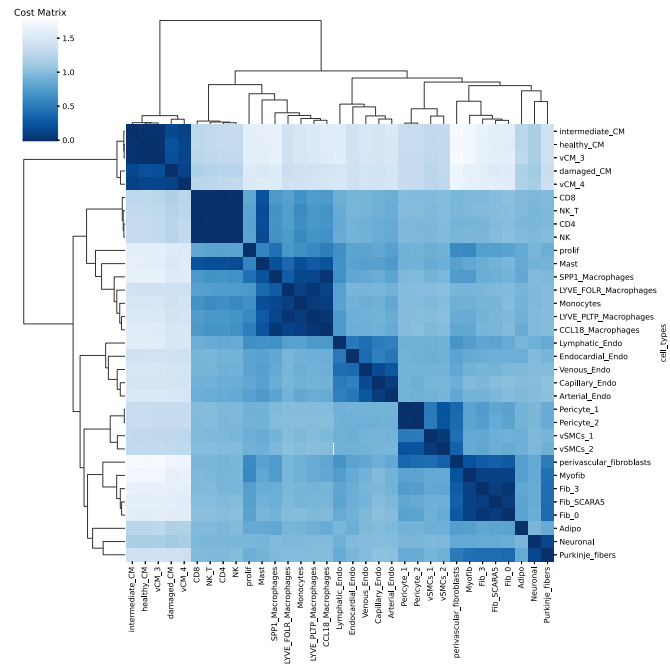 Cost Matrix
1.5
1.0
0.5
0.0
intermediate_CM
healthy_CM
vCM_3
damaged_CM
vCM_4
CD8
NK_T
CD4
NK
prolif
Mast
SPP1_Macrophages
LYVE_FOLR_Macrophages
Monocytes
LYVE_PLTP_Macrophages
CCL18_Macrophages
Lymphatic_Endo
Endocardial_Endo
Venous_Endo
Capillary_Endo
Arterial_Endo
Pericyte_1
Pericyte_2
vSMCs_1
vSMCs_2
perivascular_fibroblasts
Myofib
Fib_3
Fib_SCARA5
Fib_0
Adipo
Neuronal
Purkinje_fibers
cell_types
intermediate_CM
healthy_CM
vCM_3
damaged_CM
vCM_4
CD8
NK_T
CD4
NK
prolif
Mast
SPP1_Macrophages
LYVE_FOLR_Macrophages
Monocytes
LYVE_PLTP_Macrophages
CCL18_Macrophages
Lymphatic_Endo
Endocardial_Endo
Venous_Endo
Capillary_Endo
Arterial_Endo
Pericyte_1
Pericyte_2
vSMCs_1
vSMCs_2
perivascular_fibroblasts
Myofib
Fib_3
Fib_SCARA5
Fib_0
Adipo
Neuronal
Purkinje_fibers